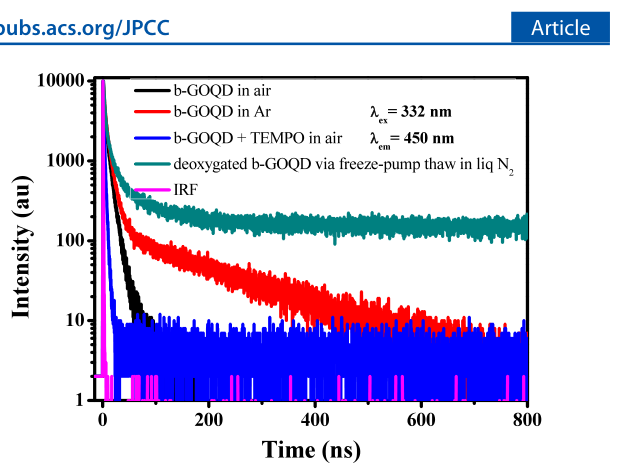 pubs.acs.org/JPCC
Article
10000
b-GOQD in air
b-GOQD in Ar
λex= 332 nm
b-GOQD + TEMPO in air
λem= 450 nm
deoxygated b-GOQD via freeze-pump thaw in liq N2
IRF
1000
100
10
1
Intensity (au)
0
200
400
600
800
Time (ns)